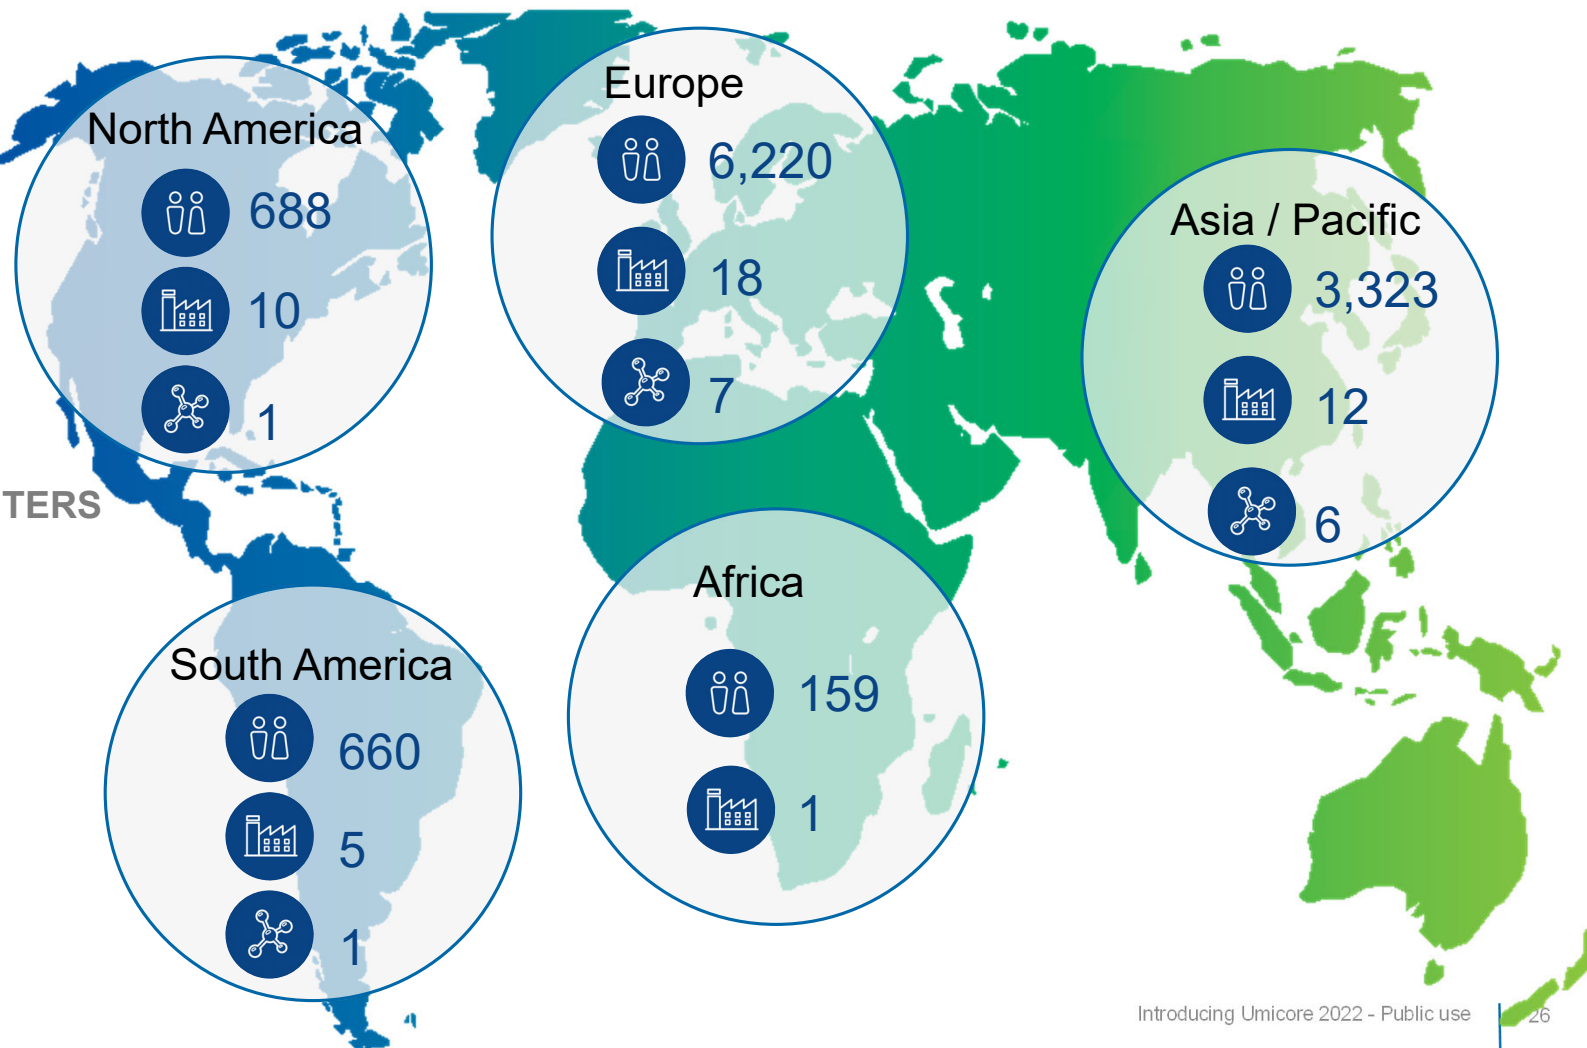 North America
688
10
1
Europe
6,220
18
7
Asia / Pacific
3,323
12
6
TERS
South America
660
5
1
Africa
159
1
Introducing Umicore 2022 - Public use
26